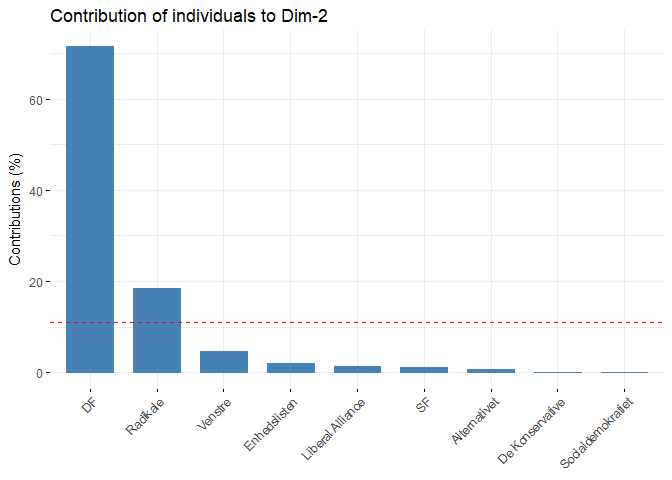 Contribution of individuals to Dim-2
Contributions (%)
60
40
20
0
DF
Radikale
Venstre
Enhedslisten
Liberal Alliance
SF
Alternativet
De Konservative
Socialdemokratiet